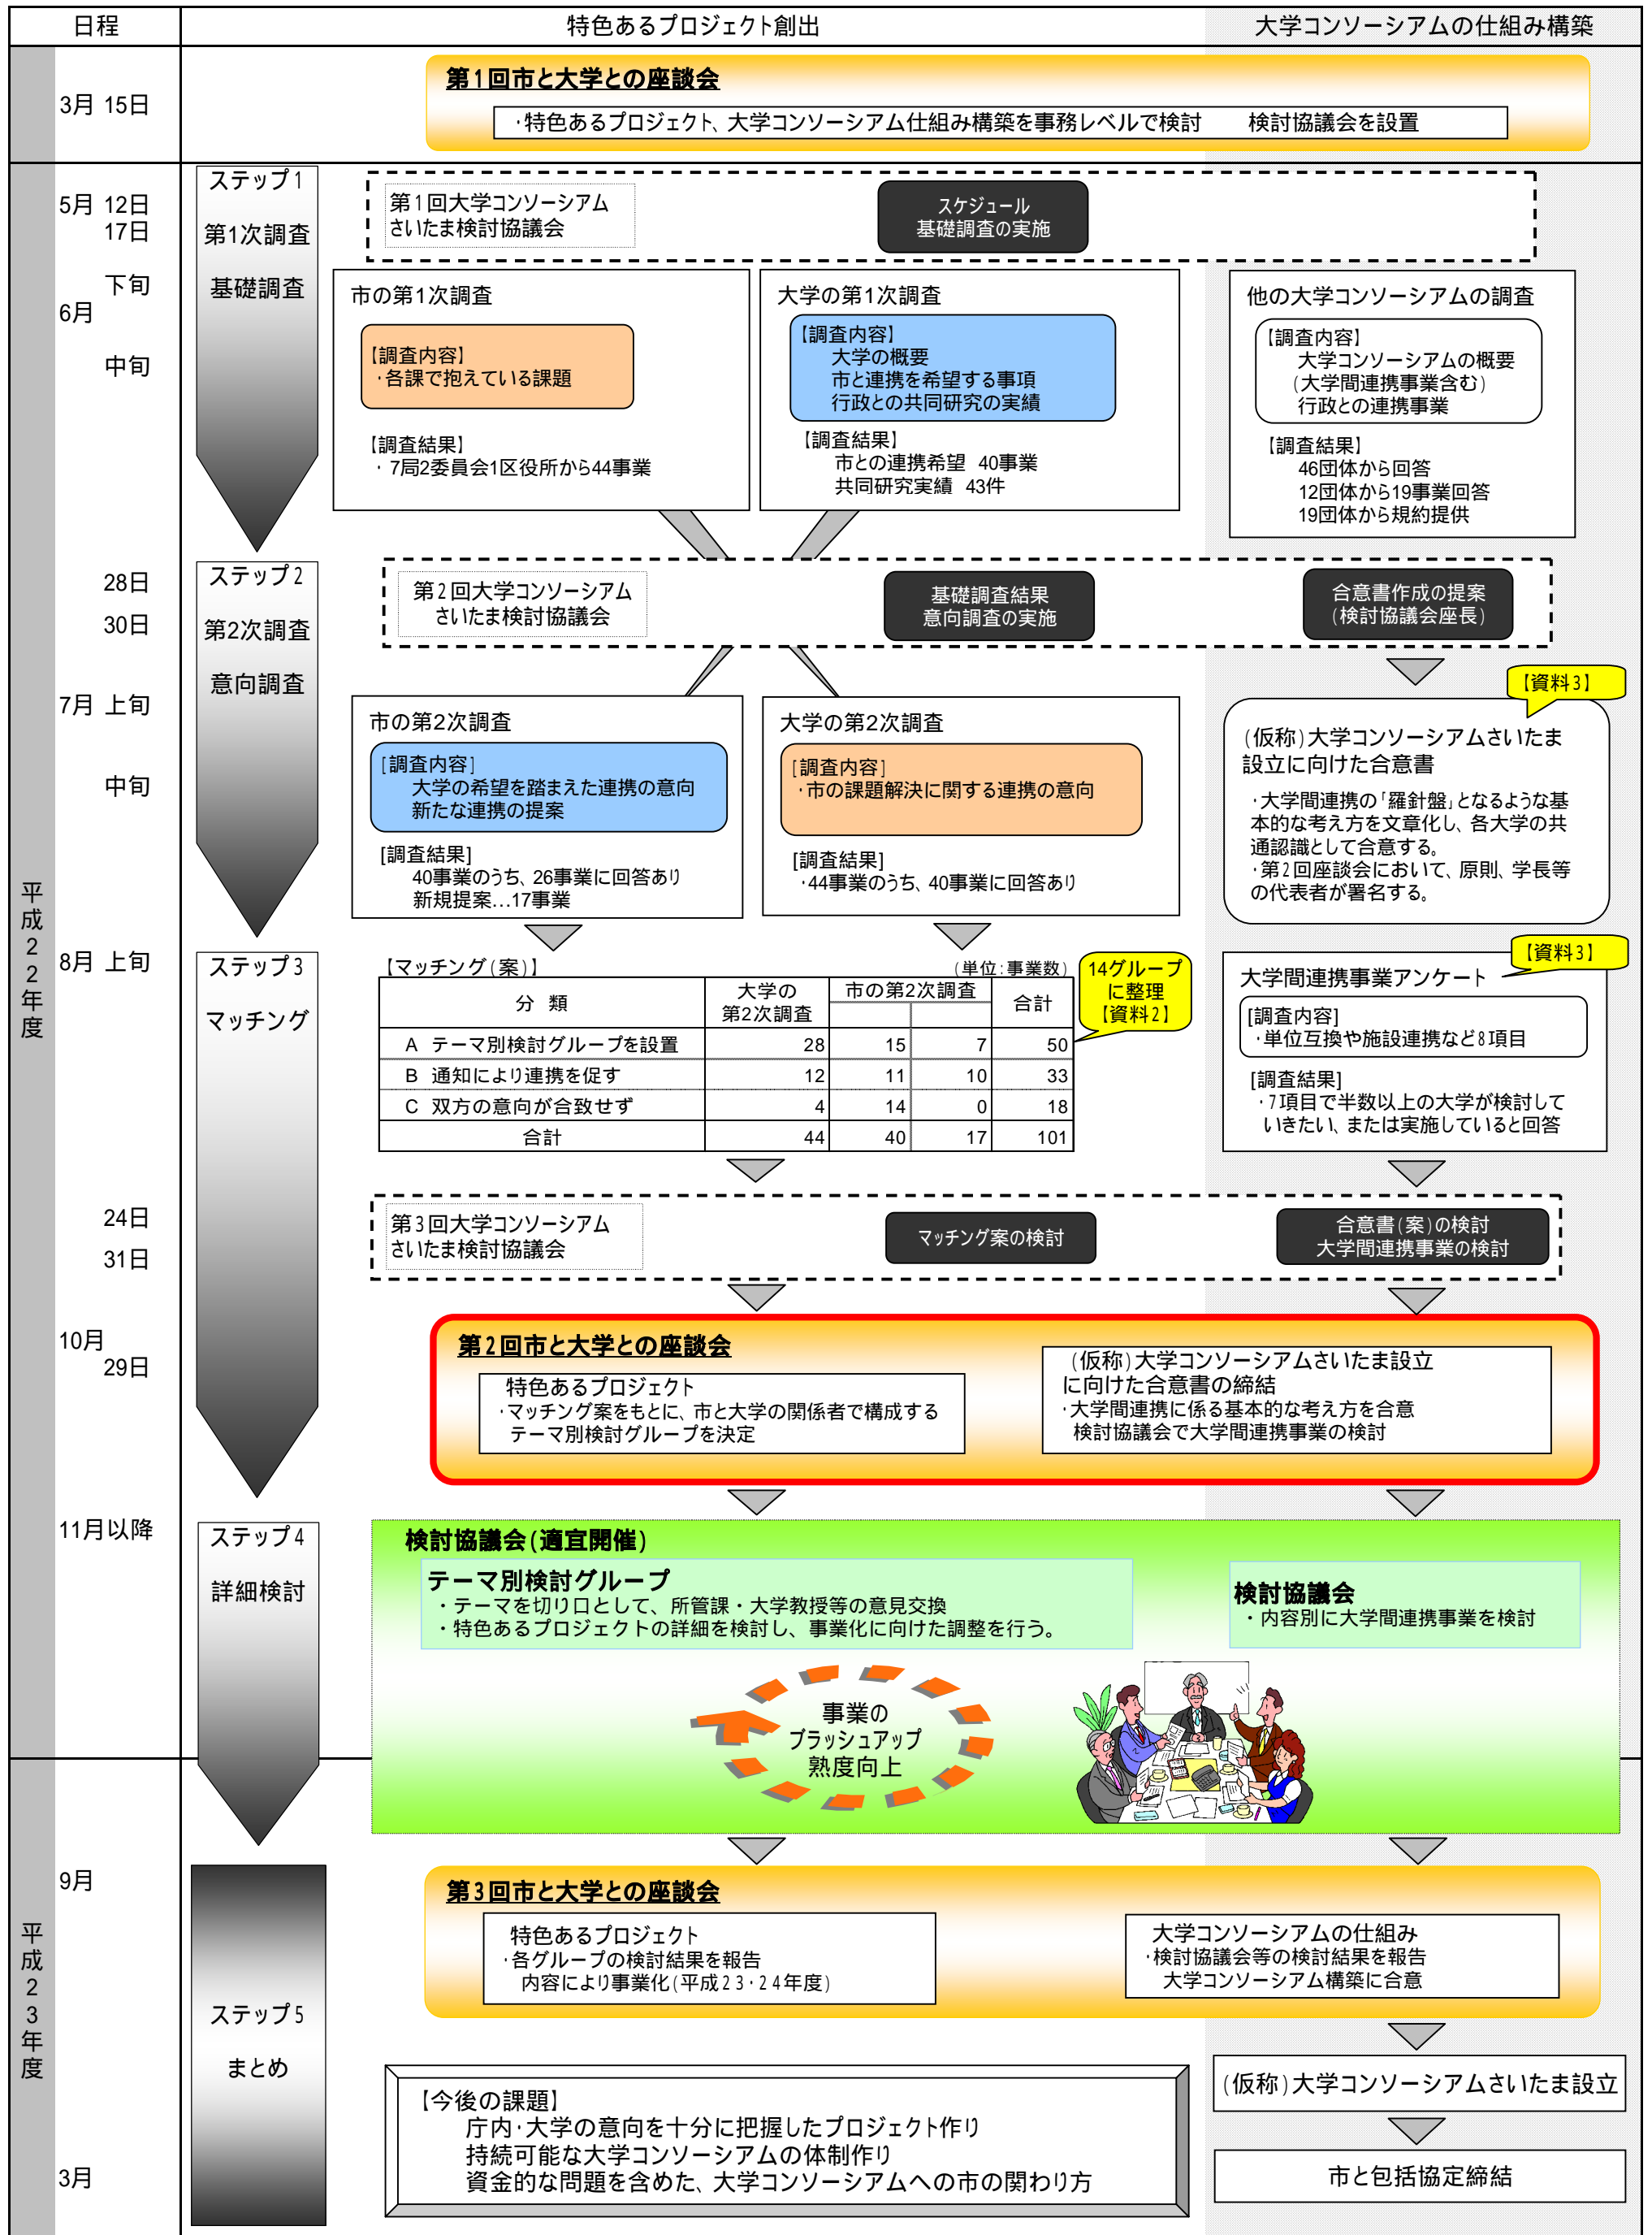 日程
特色あるプロジェクト創出
大学コンソーシアムの仕組み構築
3月 15日
第1回市と大学との座談会
・特色あるプロジェクト、大学コンソーシアム仕組み構築を事務レベルで検討　検討協議会を設置
平成22年度
5月 12日
17日
下旬
6月
中旬
ステップ1
第1次調査
基礎調査
第1回大学コンソーシアム
さいたま検討協議会
スケジュール
基礎調査の実施
市の第1次調査
【調査内容】
・各課で抱えている課題
【調査結果】
・7局2委員会1区役所から44事業
大学の第1次調査
【調査内容】
大学の概要
市と連携を希望する事項
行政との共同研究の実績
【調査結果】
市との連携希望 40事業
共同研究実績 43件
他の大学コンソーシアムの調査
【調査内容】
大学コンソーシアムの概要
(大学間連携事業含む)
行政との連携事業
【調査結果】
46団体から回答
12団体から19事業回答
19団体から規約提供
28日
30日
7月 上旬
中旬
ステップ2
第2次調査
意向調査
第2回大学コンソーシアム
さいたま検討協議会
基礎調査結果
意向調査の実施
合意書作成の提案
(検討協議会座長)
市の第2次調査
[調査内容]
大学の希望を踏まえた連携の意向
新たな連携の提案
[調査結果]
40事業のうち、26事業に回答あり
新規提案…17事業
大学の第2次調査
[調査内容]
・市の課題解決に関する連携の意向
[調査結果]
・44事業のうち、40事業に回答あり
【資料3】
(仮称)大学コンソーシアムさいたま
設立に向けた合意書
・大学間連携の「羅針盤」となるような基
本的な考え方を文章化し、各大学の共
通認識として合意する。
・第2回座談会において、原則、学長等
の代表者が署名する。
8月 上旬
ステップ3
マッチング
【マッチング(案)】
(単位:事業数)
分 類 大学の第2次調査 市の第2次調査 合計
A テーマ別検討グループを設置 28 15 7 50
B 通知により連携を促す 12 11 10 33
C 双方の意向が合致せず 4 14 0 18
合計 44 40 17 101
14グループ
に整理
【資料2】
【資料3】
大学間連携事業アンケート
[調査内容]
・単位互換や施設連携など8項目
[調査結果]
・7項目で半数以上の大学が検討して
いきたい、または実施していると回答
24日
31日
第3回大学コンソーシアム
さいたま検討協議会
マッチング案の検討
合意書(案)の検討
大学間連携事業の検討
10月
29日
第2回市と大学との座談会
特色あるプロジェクト
・マッチング案をもとに、市と大学の関係者で構成する
テーマ別検討グループを決定
(仮称)大学コンソーシアムさいたま設立
に向けた合意書の締結
・大学間連携に係る基本的な考え方を合意
検討協議会で大学間連携事業の検討
11月以降
ステップ4
詳細検討
検討協議会(適宜開催)
テーマ別検討グループ
・テーマを切り口として、所管課・大学教授等の意見交換
・特色あるプロジェクトの詳細を検討し、事業化に向けた調整を行う。
検討協議会
・内容別に大学間連携事業を検討
事業の
ブラッシュアップ
熟度向上
平成23年度
9月
ステップ5
まとめ
第3回市と大学との座談会
特色あるプロジェクト
・各グループの検討結果を報告
内容により事業化(平成23・24年度)
大学コンソーシアムの仕組み
・検討協議会等の検討結果を報告
大学コンソーシアム構築に合意
【今後の課題】
庁内・大学の意向を十分に把握したプロジェクト作り
持続可能な大学コンソーシアムの体制作り
資金的な問題を含めた、大学コンソーシアムへの市の関わり方
(仮称)大学コンソーシアムさいたま設立
3月
市と包括協定締結